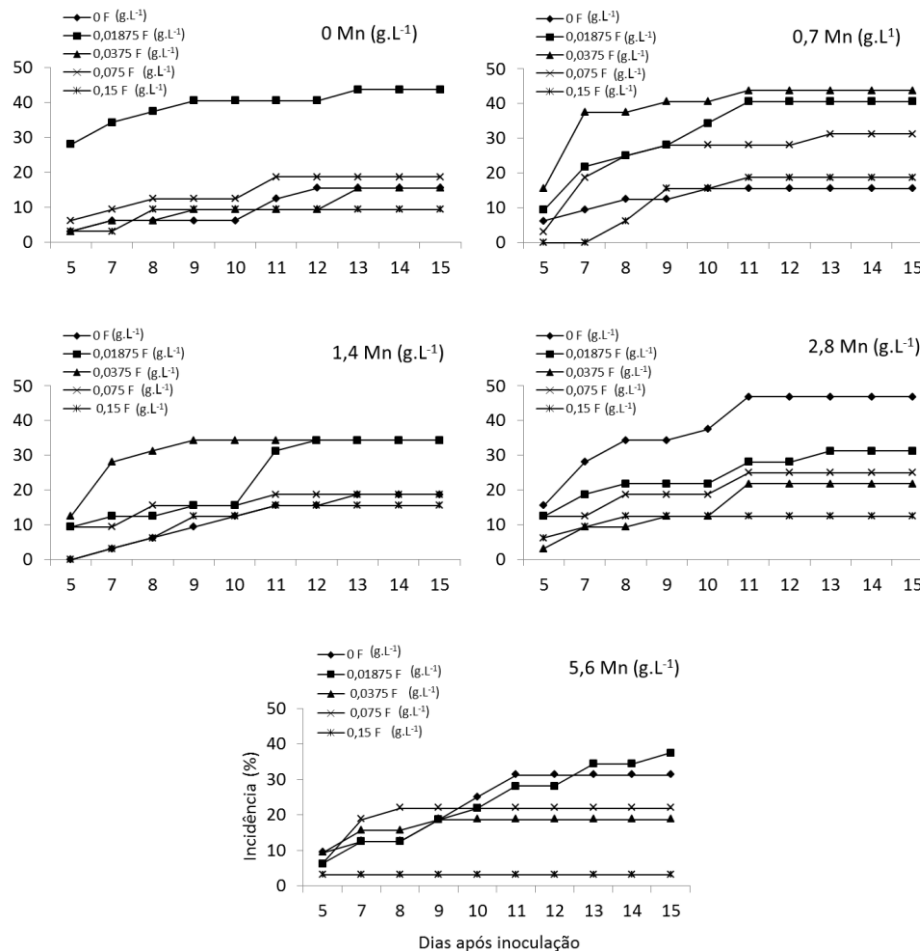 0 F (g.L⁻¹)
0,01875 F (g.L⁻¹)
0,0375 F (g.L⁻¹)
0,075 F (g.L⁻¹)
0,15 F (g.L⁻¹)
0 Mn (g.L⁻¹)
50
40
30
20
10
0
5 7 8 9 10 11 12 13 14 15
0 F (g.L⁻¹)
0,01875 F (g.L⁻¹)
0,0375 F (g.L⁻¹)
0,075 F (g.L⁻¹)
0,15 F (g.L⁻¹)
0,7 Mn (g.L¹)
50
40
30
20
10
0
5 7 8 9 10 11 12 13 14 15
0 F (g.L⁻¹)
0,01875 F (g.L⁻¹)
0,0375 F (g.L⁻¹)
0,075 F (g.L⁻¹)
0,15 F (g.L⁻¹)
1,4 Mn (g.L⁻¹)
50
40
30
20
10
0
5 7 8 9 10 11 12 13 14 15
0 F (g.L⁻¹)
0,01875 F (g.L⁻¹)
0,0375 F (g.L⁻¹)
0,075 F (g.L⁻¹)
0,15 F (g.L⁻¹)
2,8 Mn (g.L⁻¹)
50
40
30
20
10
0
5 7 8 9 10 11 12 13 14 15
0 F (g.L⁻¹)
0,01875 F (g.L⁻¹)
0,0375 F (g.L⁻¹)
0,075 F (g.L⁻¹)
0,15 F (g.L⁻¹)
5,6 Mn (g.L⁻¹)
Incidência (%)
50
40
30
20
10
0
5 7 8 9 10 11 12 13 14 15
Dias após inoculação